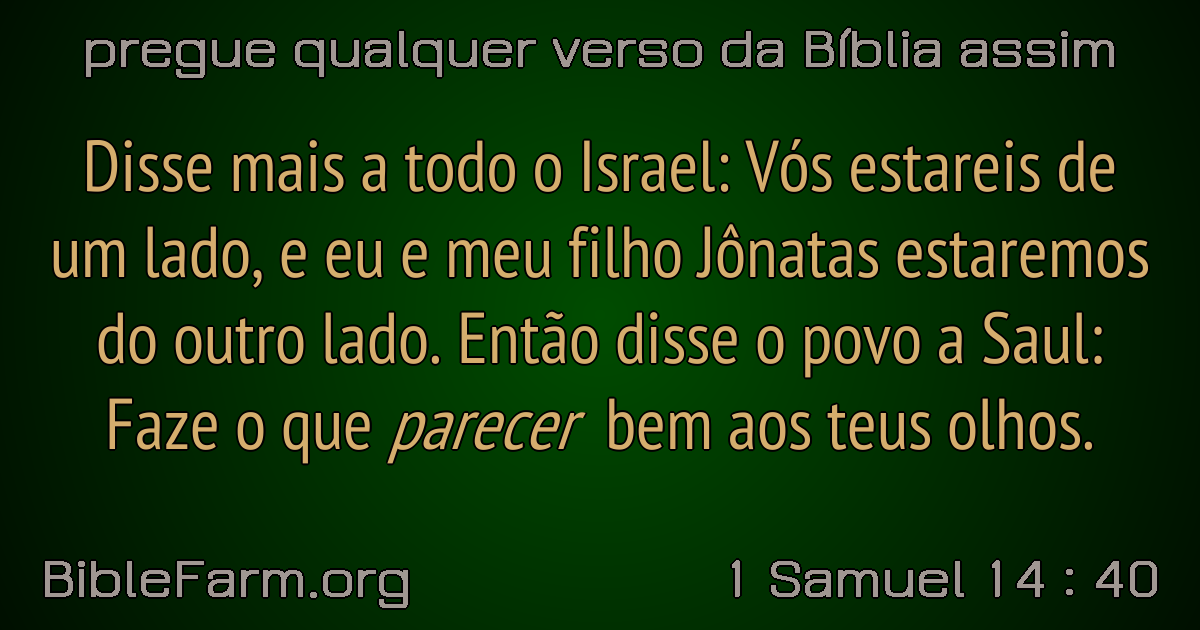 pregue qualquer verso da Bíblia assim
Disse mais a todo o Israel: Vós estareis de
um lado, e eu e meu filho Jônatas estaremos
do outro lado. Então disse o povo a Saul:
Faze o que parecer bem aos teus olhos.
BibleFarm.org
1 Samuel 14 : 40